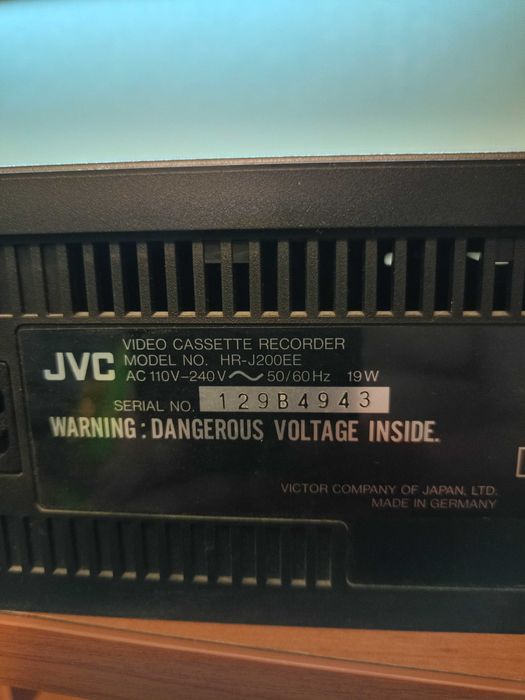 JVC
VIDEO CASSETTE RECORDER
MODEL NO. HR-J200EE
AC 110V–240V ~ 50/60Hz 19W
SERIAL NO. 129B4943
WARNING: DANGEROUS VOLTAGE INSIDE.
VICTOR COMPANY OF JAPAN, LTD.
MADE IN GERMANY